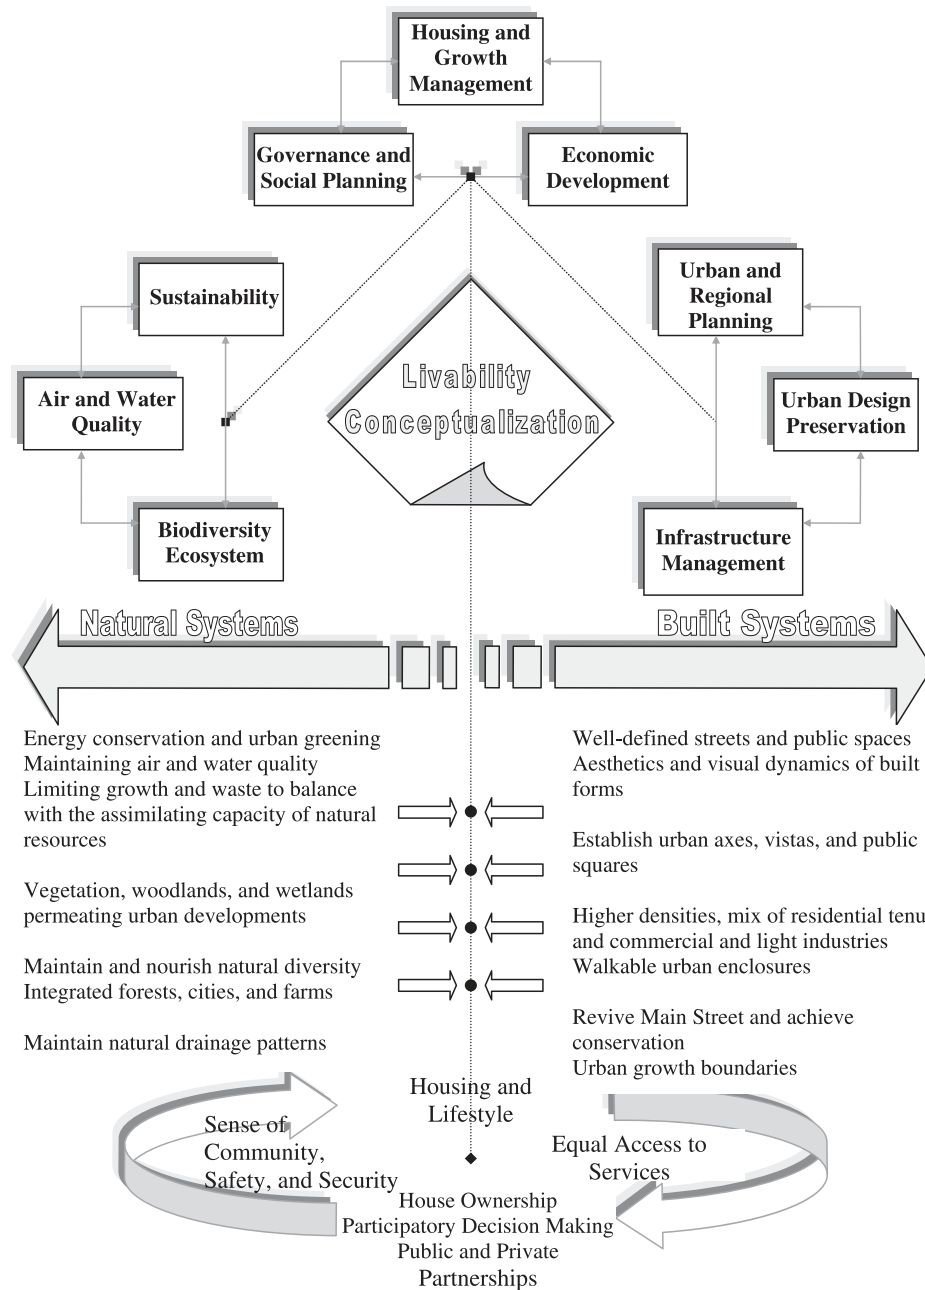 Housing and
Growth
Management
Governance and
Social Planning
Economic
Development
Sustainability
Air and Water
Quality
Biodiversity
Ecosystem
Livability
Conceptualization
Urban and
Regional
Planning
Urban Design
Preservation
Infrastructure
Management
Natural Systems
Built Systems
Energy conservation and urban greening
Maintaining air and water quality
Limiting growth and waste to balance
with the assimilating capacity of natural
resources
Vegetation, woodlands, and wetlands
permeating urban developments
Maintain and nourish natural diversity
Integrated forests, cities, and farms
Maintain natural drainage patterns
Well-defined streets and public spaces
Aesthetics and visual dynamics of built
forms
Establish urban axes, vistas, and public
squares
Higher densities, mix of residential tenu
and commercial and light industries
Walkable urban enclosures
Revive Main Street and achieve
conservation
Urban growth boundaries
Housing and
Lifestyle
Sense of
Community,
Safety, and Security
Equal Access to
Services
House Ownership
Participatory Decision Making
Public and Private
Partnerships